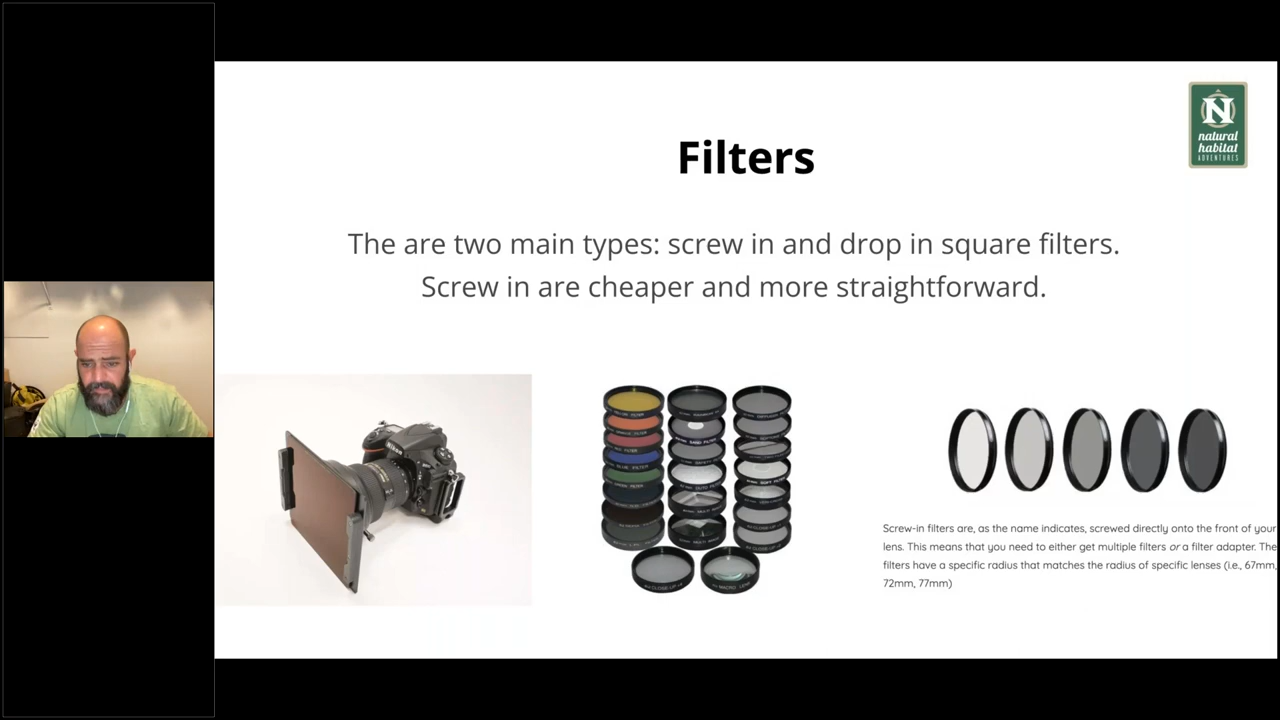 N
natural
habitat
ADVENTURES
Filters
The are two main types: screw in and drop in square filters.
Screw in are cheaper and more straightforward.
Nikon
Screw-in filters are, as the name indicates, screwed directly onto the front of your
lens. This means that you need to either get multiple filters or a filter adapter. The
filters have a specific radius that matches the radius of specific lenses (i.e., 67mm,
72mm, 77mm)